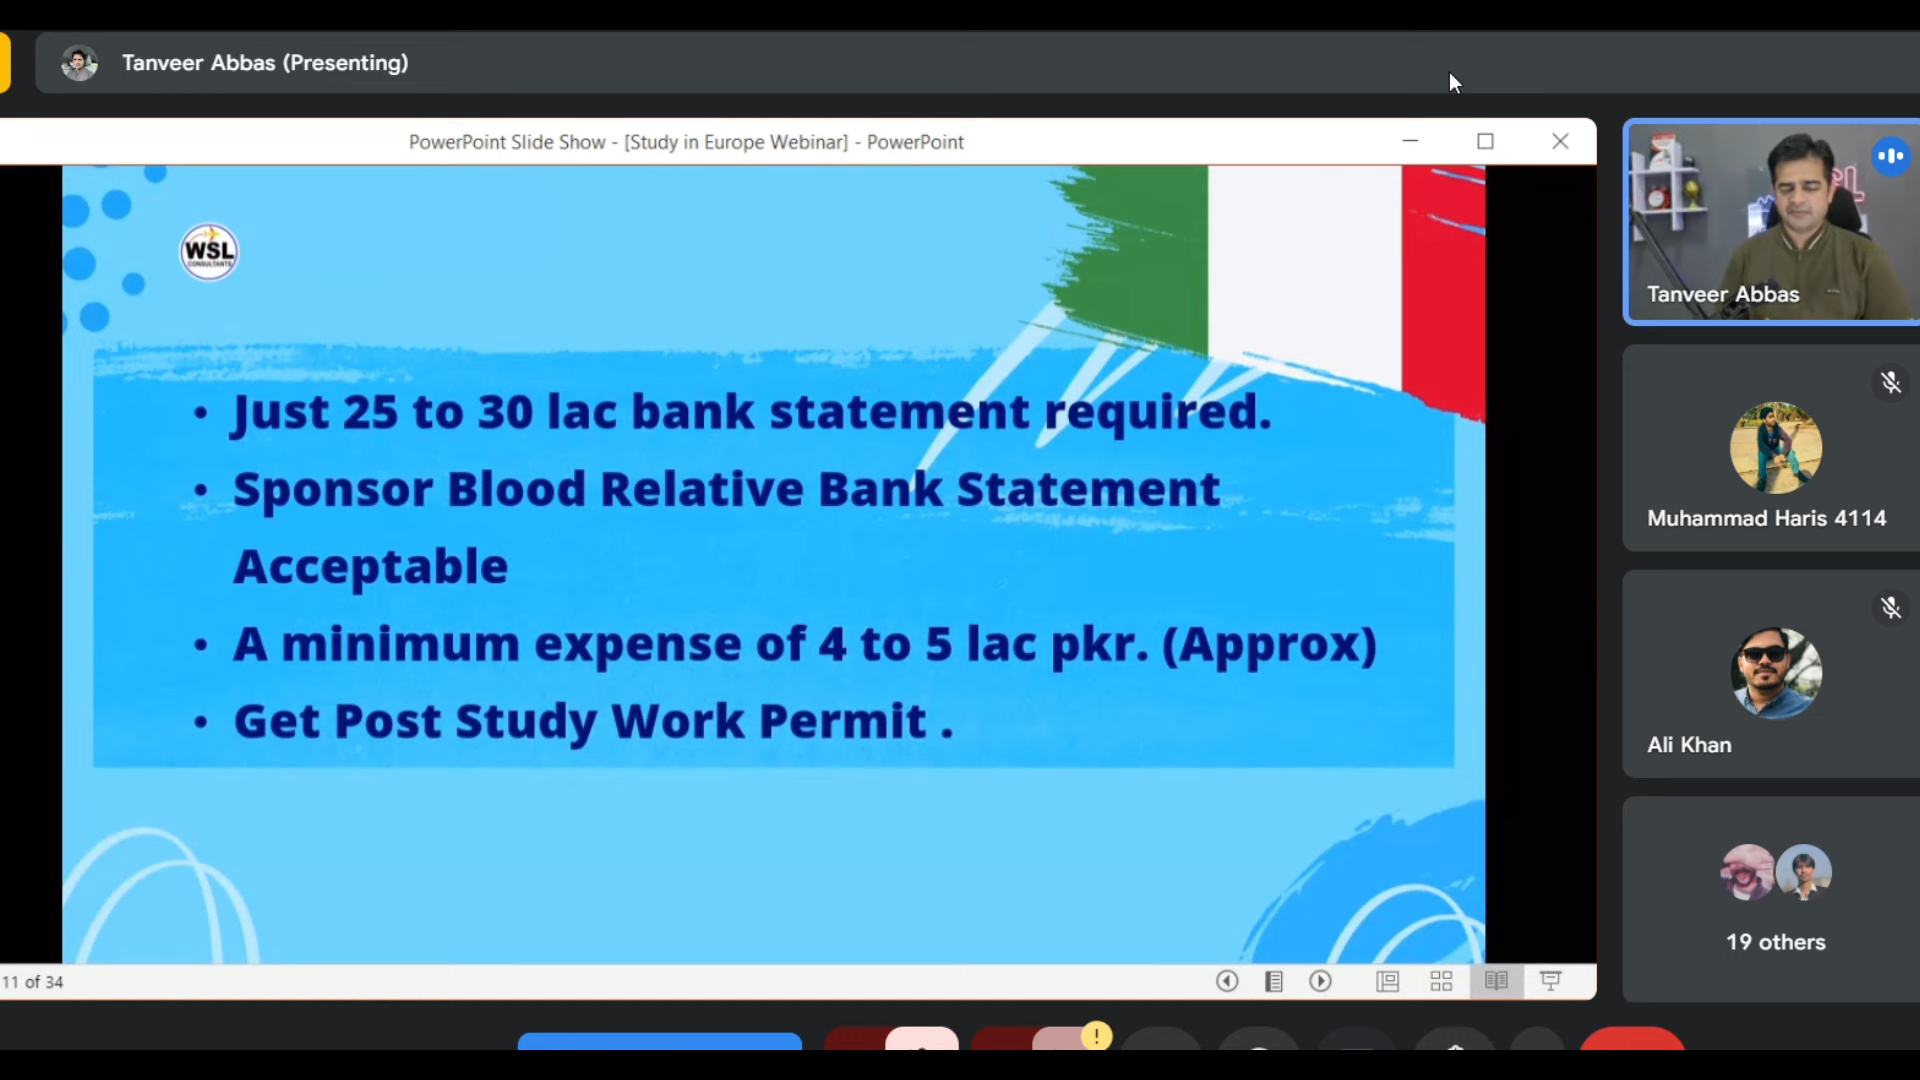 Tanveer Abbas (Presenting)
PowerPoint Slide Show - [Study in Europe Webinar] - PowerPoint
WSL
CONSULTANTS
• Just 25 to 30 lac bank statement required.
• Sponsor Blood Relative Bank Statement
Acceptable
• A minimum expense of 4 to 5 lac pkr. (Approx)
• Get Post Study Work Permit .
11 of 34
Tanveer Abbas
Muhammad Haris 4114
Ali Khan
19 others